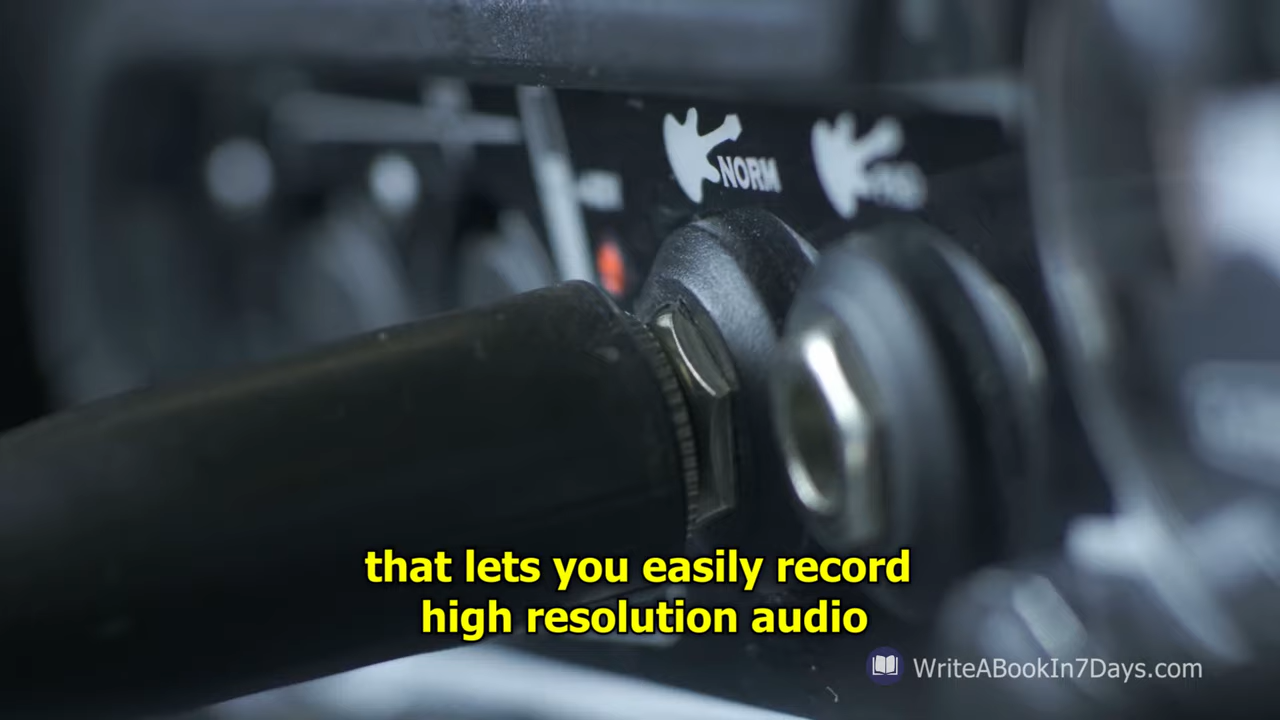 NORM
that lets you easily record
high resolution audio
WriteABookIn7Days.com